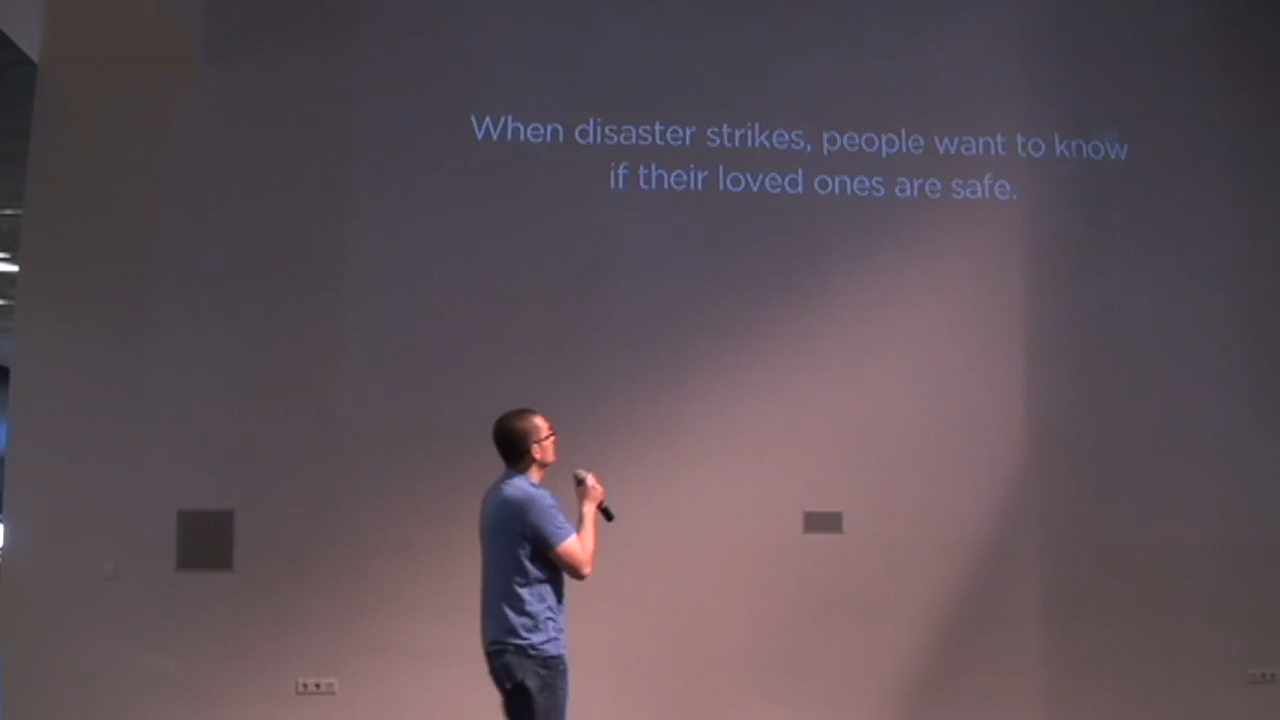 When disaster strikes, people want to know
if their loved ones are safe.